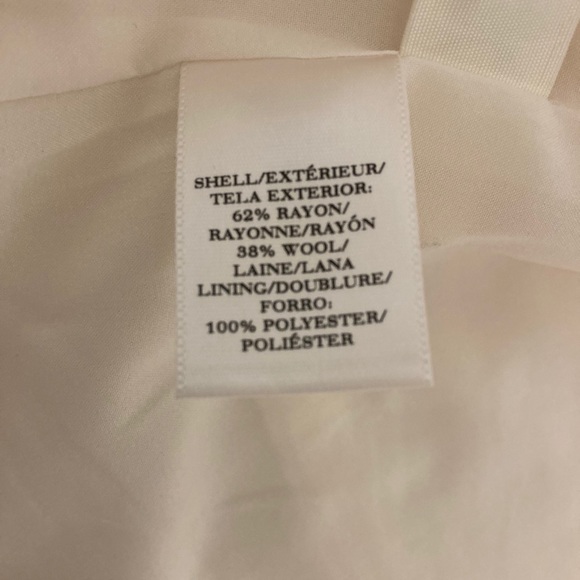 SHELL/EXTÉRIEUR/
TELA EXTERIOR:
62% RAYON/
RAYONNE/RAYÓN
38% WOOL/
LAINE/LANA
LINING/DOUBLURE/
FORRO:
100% POLYESTER/
POLIÉSTER